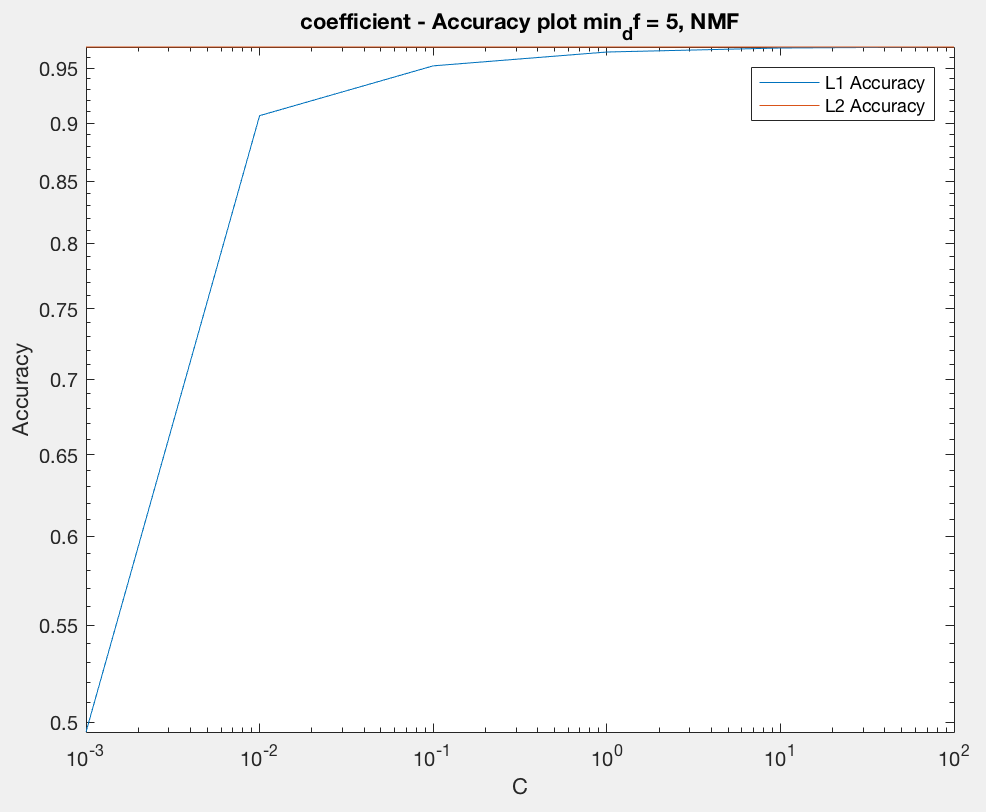 coefficient - Accuracy plot min_df = 5, NMF
L1 Accuracy
L2 Accuracy
0.95
0.9
0.85
0.8
0.75
0.7
0.65
0.6
0.55
0.5
Accuracy
10^-3 10^-2 10^-1 10^0 10^1 10^2
C